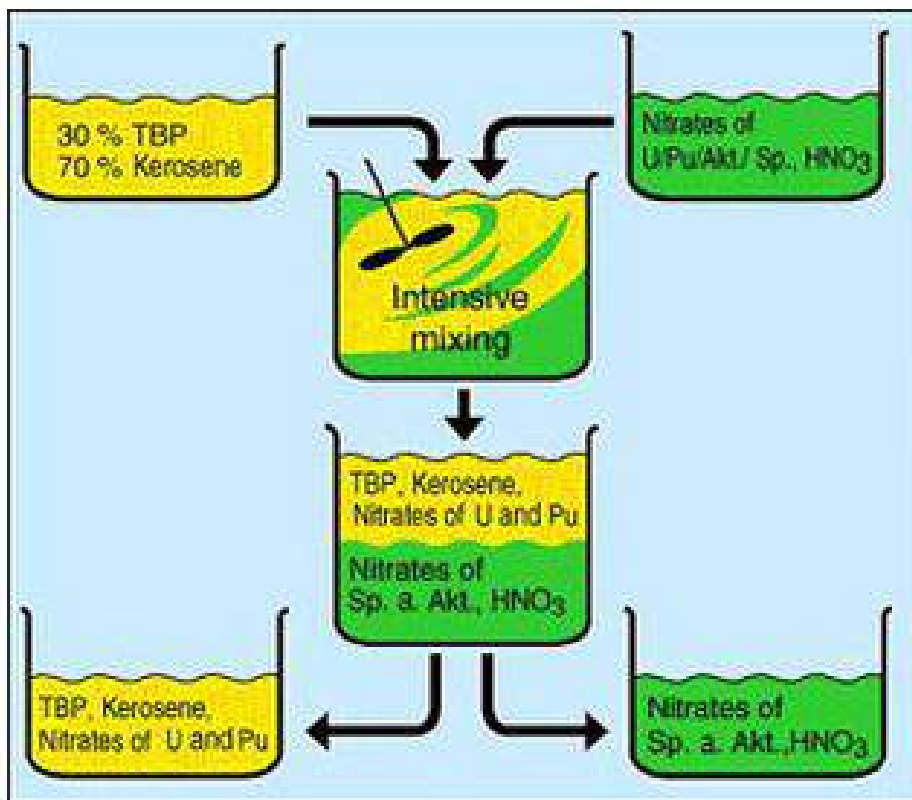 30 % TBP
70 % Kerosene
Nitrates of
U/Pu/Akt./ Sp., HNO₃
Intensive
mixing
TBP, Kerosene,
Nitrates of U and Pu
Nitrates of
Sp. a. Akt., HNO₃
TBP, Kerosene,
Nitrates of U and Pu
Nitrates of
Sp. a. Akt.,HNO₃